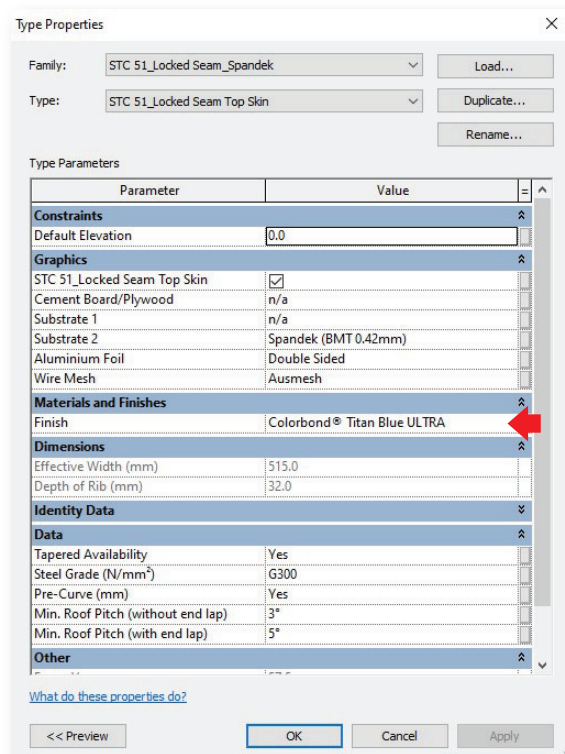 Type Properties
Family: STC 51_Locked Seam_Spandek Load...
Type: STC 51_Locked Seam Top Skin Duplicate...
Rename...
Type Parameters
Parameter Value =
Constraints
Default Elevation 0.0
Graphics
STC 51_Locked Seam Top Skin
Cement Board/Plywood n/a
Substrate 1 n/a
Substrate 2 Spandek (BMT 0.42mm)
Aluminium Foil Double Sided
Wire Mesh Ausmesh
Materials and Finishes
Finish Colorbond® Titan Blue ULTRA
Dimensions
Effective Width (mm) 515.0
Depth of Rib (mm) 32.0
Identity Data
Data
Tapered Availability Yes
Steel Grade (N/mm²) G300
Pre-Curve (mm) Yes
Min. Roof Pitch (without end lap) 3°
Min. Roof Pitch (with end lap) 5°
Other
What do these properties do?
<< Preview OK Cancel Apply